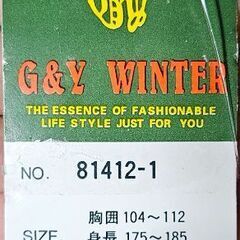 G&Y WINTER
THE ESSENCE OF FASHIONABLE
LIFE STYLE JUST FOR YOU
NO. 81412-1
胸囲 104～112
SIZE 身長 175～185